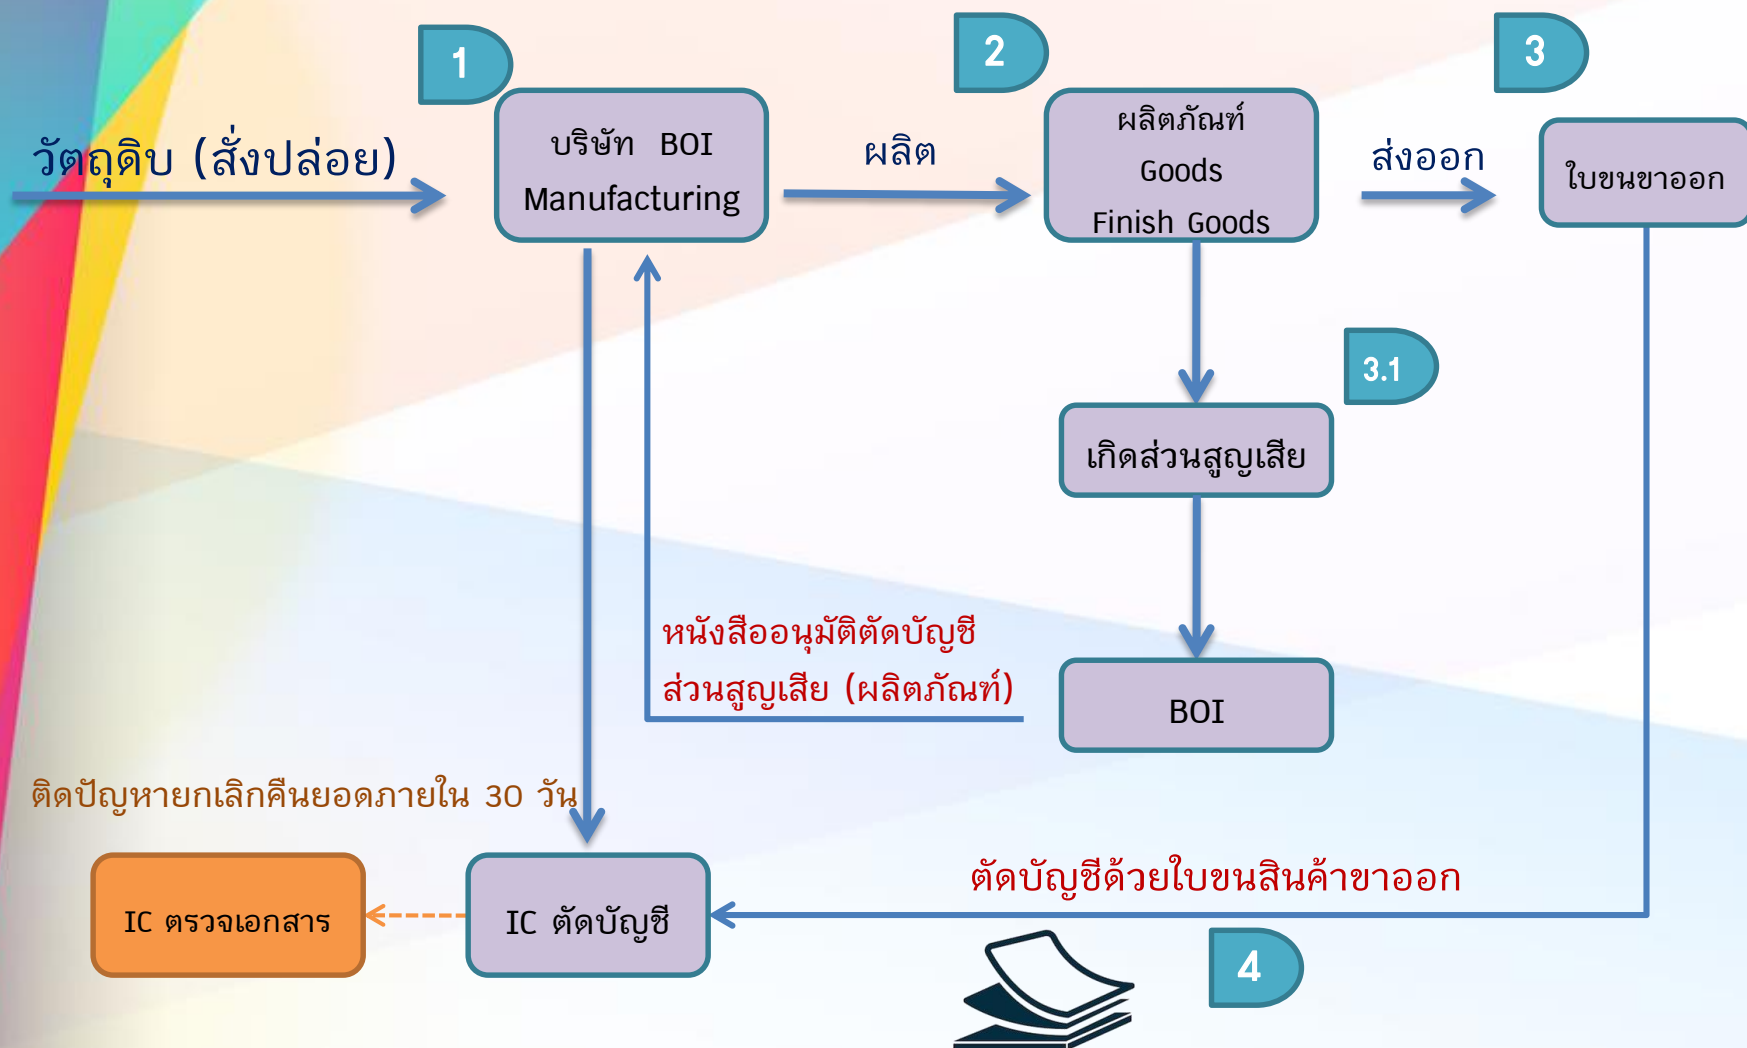 1
2
3
วัตถุดิบ (สั่งปล่อย)
บริษัท BOI
Manufacturing
ผลิต
ผลิตภัณฑ์
Goods
Finish Goods
ส่งออก
ใบขนขาออก
3.1
เกิดส่วนสูญเสีย
หนังสืออนุมัติตัดบัญชี
ส่วนสูญเสีย (ผลิตภัณฑ์)
BOI
ติดปัญหายกเลิกคืนยอดภายใน 30 วัน
ตัดบัญชีด้วยใบขนสินค้าขาออก
IC ตรวจเอกสาร
IC ตัดบัญชี
4